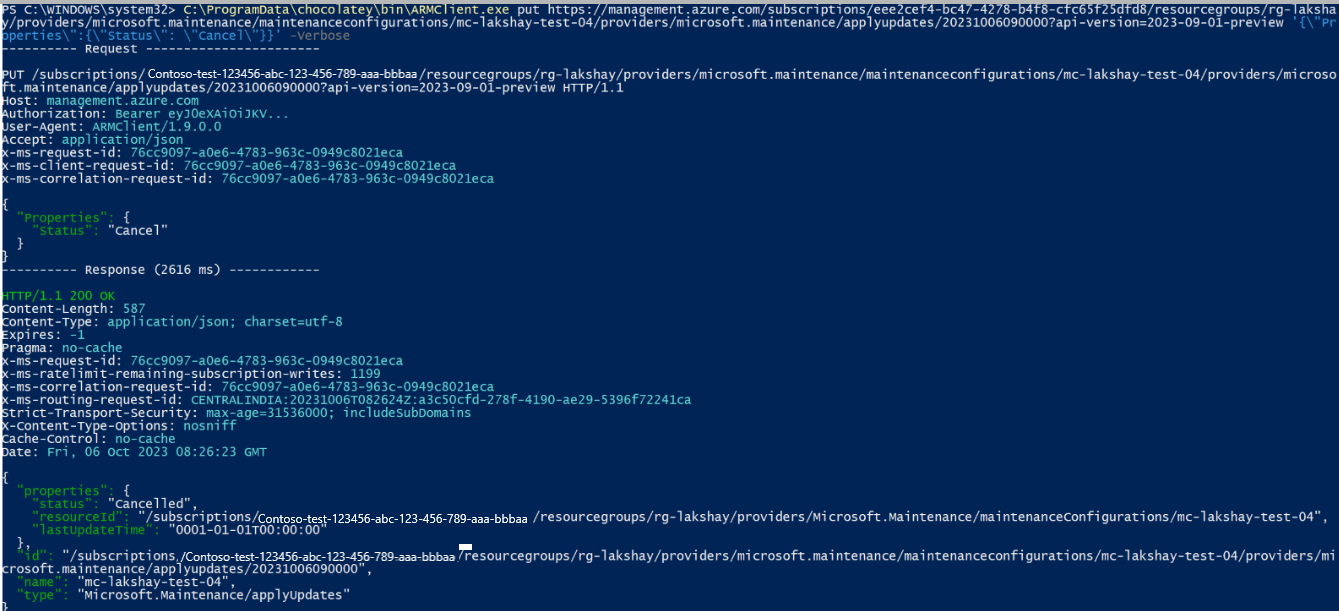 PS C:\WINDOWS\system32> C:\ProgramData\chocolatey\bin\ARMClient.exe put https://management.azure.com/subscriptions/eee2cef4-bc47-4278-b4f8-cfc65f25dfd8/resourcegroups/rg-laksha
y/providers/microsoft.maintenance/maintenanceconfigurations/mc-lakshay-test-04/providers/microsoft.maintenance/applyupdates/20231006090000?api-version=2023-09-01-preview '{\"Pr
operties\":{\"Status\": \"Cancel\"}}' -Verbose
---------- Request -----------------------
PUT /subscriptions/Contoso-test-123456-abc-123-456-789-aaa-bbbaa/resourcegroups/rg-lakshay/providers/microsoft.maintenance/maintenanceconfigurations/mc-lakshay-test-04/providers/microso
ft.maintenance/applyupdates/20231006090000?api-version=2023-09-01-preview HTTP/1.1
Host: management.azure.com
Authorization: Bearer eyJ0eXAiOiJKV...
User-Agent: ARMClient/1.9.0.0
Accept: application/json
x-ms-request-id: 76cc9097-a0e6-4783-963c-0949c8021eca
x-ms-client-request-id: 76cc9097-a0e6-4783-963c-0949c8021eca
x-ms-correlation-request-id: 76cc9097-a0e6-4783-963c-0949c8021eca
{
  "Properties": {
    "Status": "Cancel"
  }
}
---------- Response (2616 ms) ------------
HTTP/1.1 200 OK
Content-Length: 587
Content-Type: application/json; charset=utf-8
Expires: -1
Pragma: no-cache
x-ms-request-id: 76cc9097-a0e6-4783-963c-0949c8021eca
x-ms-ratelimit-remaining-subscription-writes: 1199
x-ms-correlation-request-id: 76cc9097-a0e6-4783-963c-0949c8021eca
x-ms-routing-request-id: CENTRALINDIA:20231006T082624Z:a3c50cfd-278f-4190-ae29-5396f72241ca
Strict-Transport-Security: max-age=31536000; includeSubDomains
X-Content-Type-Options: nosniff
Cache-Control: no-cache
Date: Fri, 06 Oct 2023 08:26:23 GMT
{
  "properties": {
    "status": "Cancelled",
    "resourceId": "/subscriptions/Contoso-test-123456-abc-123-456-789-aaa-bbbaa /resourcegroups/rg-lakshay/providers/Microsoft.Maintenance/maintenanceConfigurations/mc-lakshay-test-04",
    "lastUpdateTime": "0001-01-01T00:00:00"
  },
  "id": "/subscriptions/Contoso-test-123456-abc-123-456-789-aaa-bbbaa /resourcegroups/rg-lakshay/providers/microsoft.maintenance/maintenanceconfigurations/mc-lakshay-test-04/providers/mi
crosoft.maintenance/applyupdates/20231006090000",
  "name": "mc-lakshay-test-04",
  "type": "Microsoft.Maintenance/applyUpdates"
}